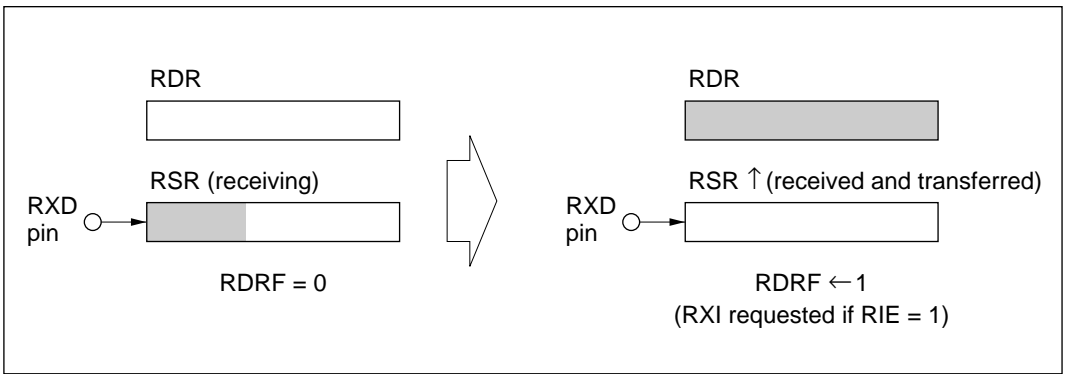 RDR
RSR (receiving)
RXD
pin
RDRF = 0
RDR
RSR ↑ (received and transferred)
RXD
pin
RDRF ← 1
(RXI requested if RIE = 1)